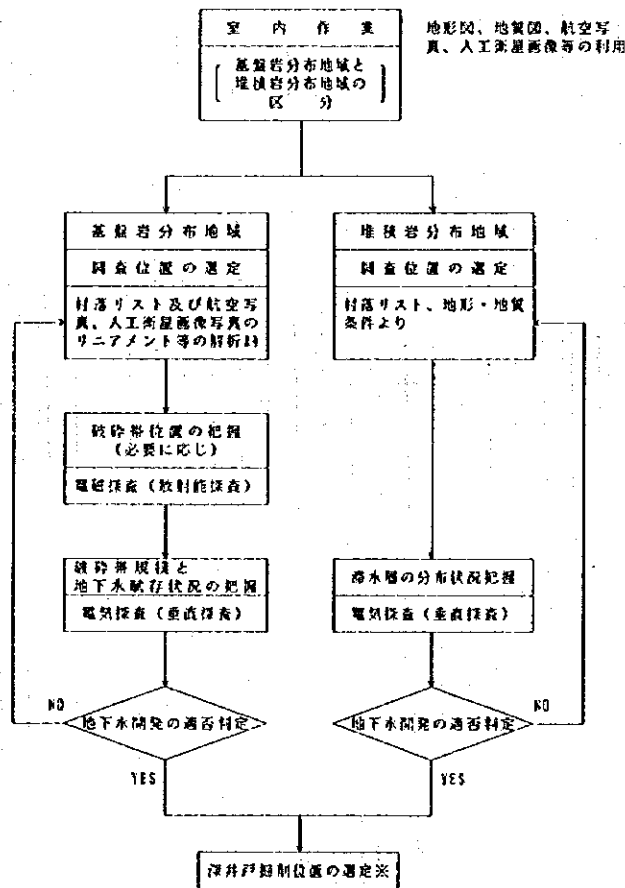 室内作業
地形図、地質図、航空写
真、人工衛星画像等の利用
基盤岩分布地域と
堆積岩分布地域の
区分
基盤岩分布地域
調査位置の選定
村落リスト及び航空写
真、人工衛星画像写真の
リニアメント等の解析
堆積岩分布地域
調査位置の選定
村落リスト、地形・地質
条件より
破砕帯位置の把握
(必要に応じ)
電磁探査(放射能探査)
破砕帯規模と
地下水賦存状況の把握
電気探査(垂直探査)
滞水層の分布状況把握
電気探査(垂直探査)
NO
地下水開発の適否判定
YES
地下水開発の適否判定
NO
YES
深井戸掘削位置の選定※